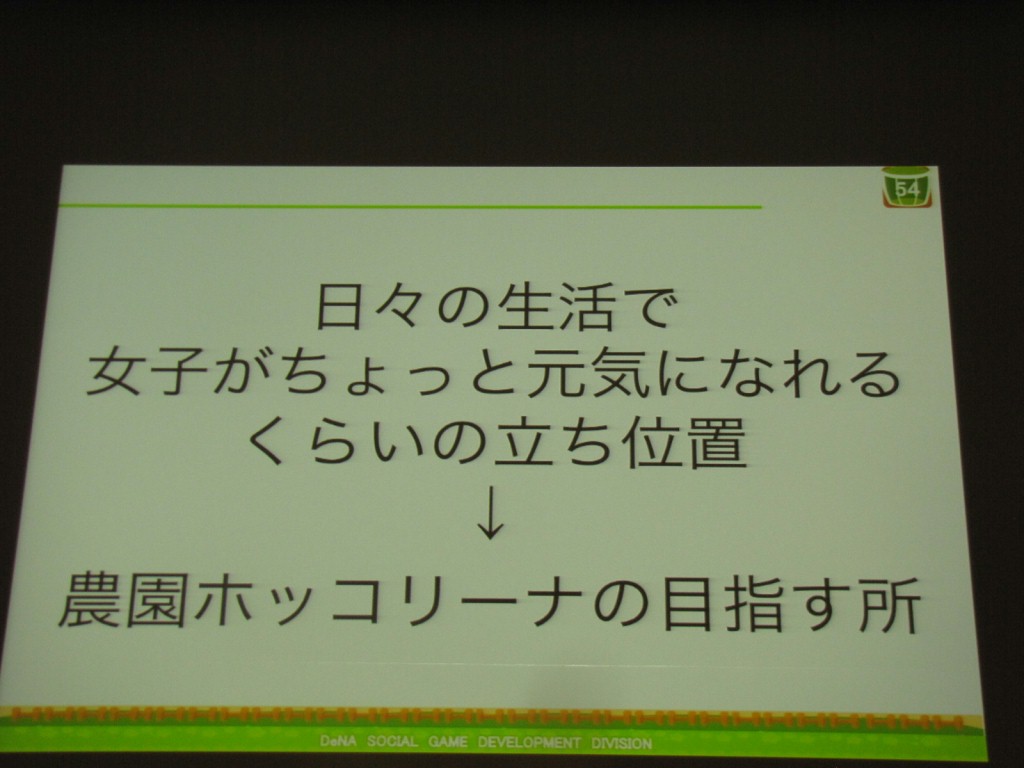 54
日々の生活で
女子がちょっと元気になれる
くらいの立ち位置
↓
農園ホッコリーナの目指す所
DeNA SOCIAL GAME DEVELOPMENT DIVISION